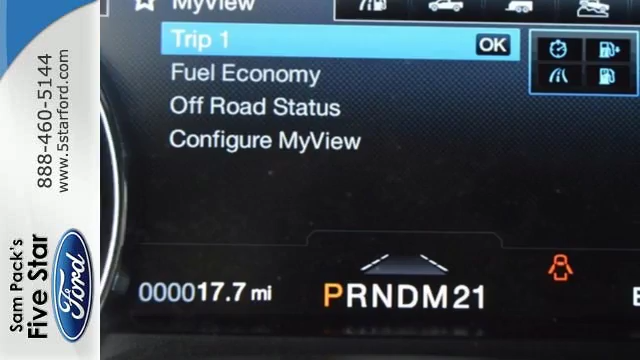 MyView
Trip 1
OK
Fuel Economy
Off Road Status
Configure MyView
000017.7 mi
PRNDM21
888-460-5144
www.5starford.com
Sam Pack's
Five Star
Ford